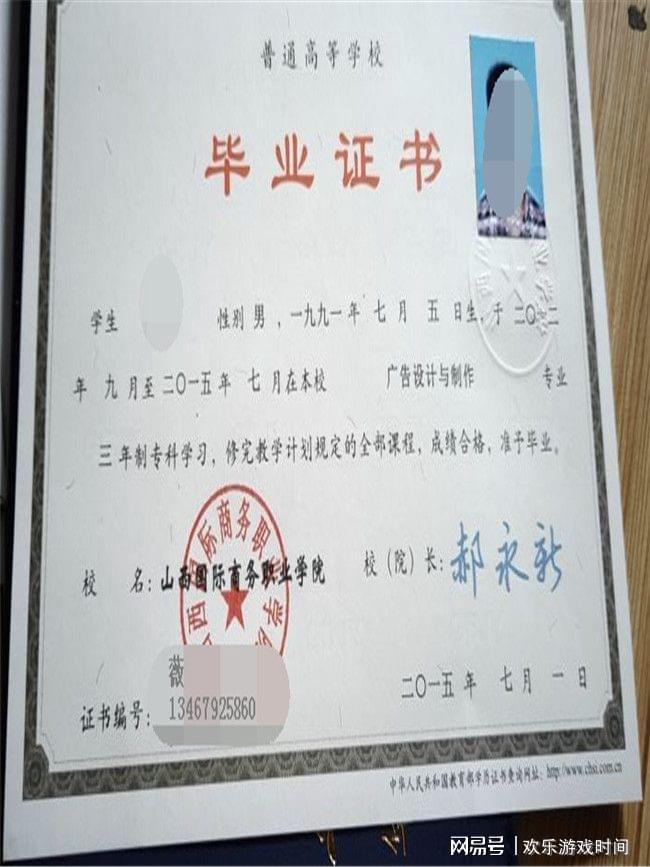 普通高等学校
毕业证书
学生 性别 男，一九九一年 七 月 五 日生，于 二〇一二
年 九 月至 二〇一五 年 七 月在本校 广告设计与制作 专业
三 年制专科学习，修完教学计划规定的全部课程，成绩合格，准予毕业。
校 名：山西国际商务职业学院 校（院）长：郝永新
薇
证书编号：13467925860
二〇一五 年 七 月 一 日
中华人民共和国教育部学历证书查询网址：http://www.chsi.com.cn
网易号 | 欢乐游戏时间